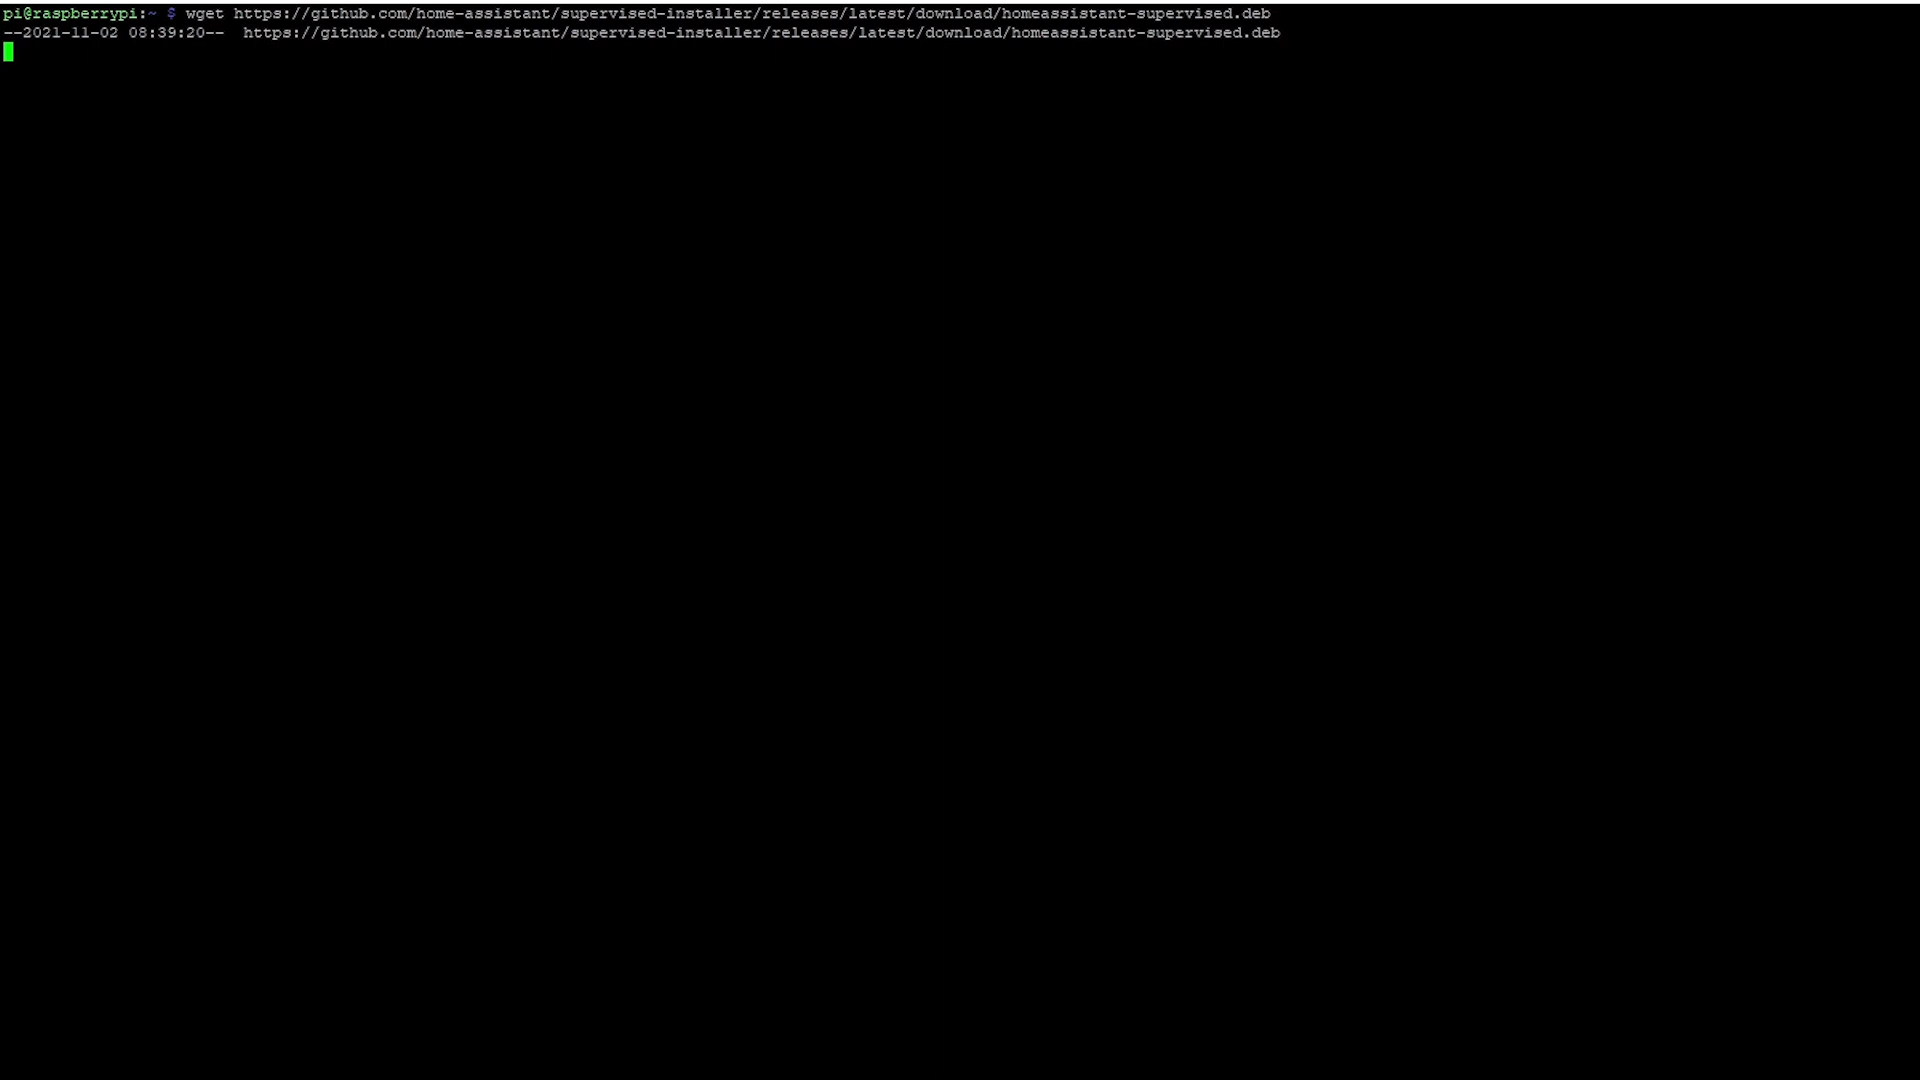 pi@raspberrypi:~ $ wget https://github.com/home-assistant/supervised-installer/releases/latest/download/homeassistant-supervised.deb
--2021-11-02 08:39:20--  https://github.com/home-assistant/supervised-installer/releases/latest/download/homeassistant-supervised.deb